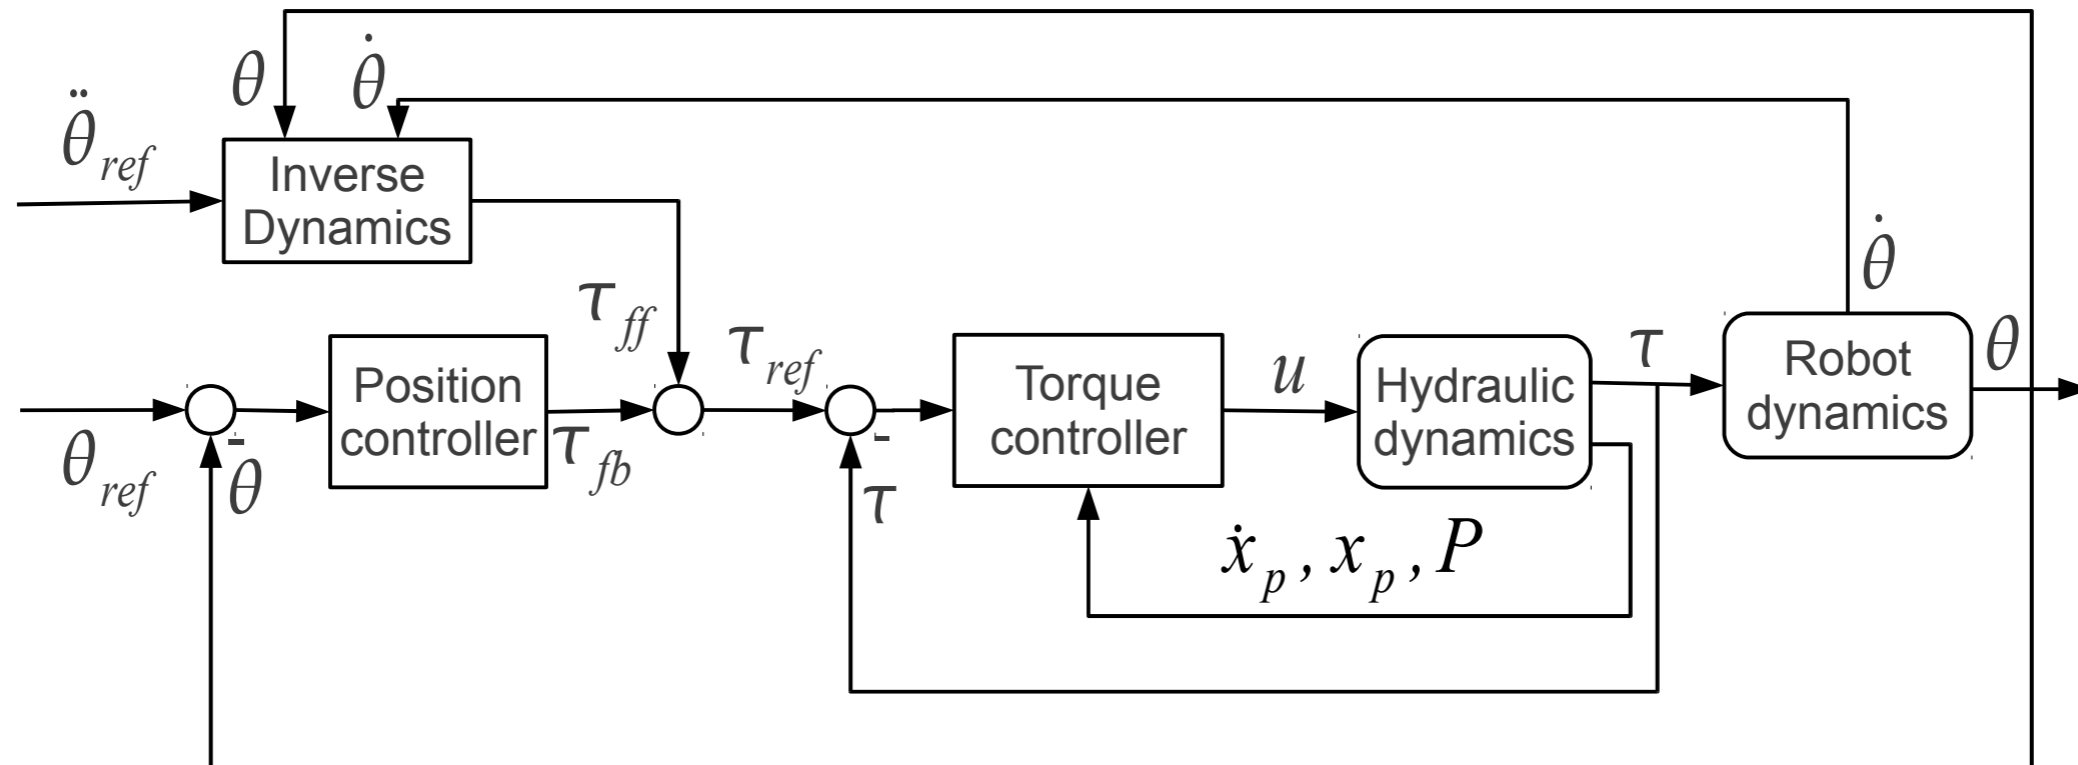 θ θ̇
θ̈ref
Inverse
Dynamics
θ̇
τff
τref
τ
θ
Position
controller
Torque
controller
u
Hydraulic
dynamics
Robot
dynamics
θref
-
θ
τfb
-
τ
ẋp, xp, P